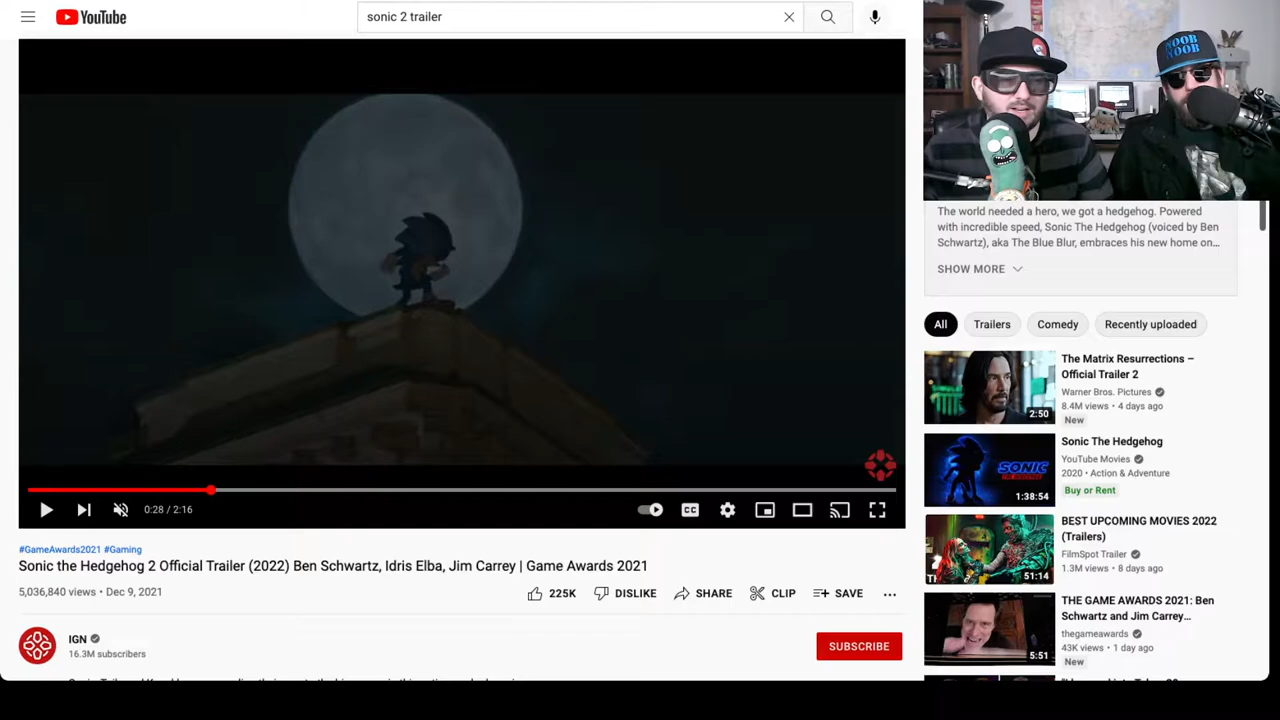 YouTube
sonic 2 trailer
NOOB
NOOB
0:28 / 2:16
CC
#GameAwards2021 #Gaming
Sonic the Hedgehog 2 Official Trailer (2022) Ben Schwartz, Idris Elba, Jim Carrey | Game Awards 2021
5,036,840 views • Dec 9, 2021
225K
DISLIKE
SHARE
CLIP
SAVE
IGN
16.3M subscribers
SUBSCRIBE
The world needed a hero, we got a hedgehog. Powered
with incredible speed, Sonic The Hedgehog (voiced by Ben
Schwartz), aka The Blue Blur, embraces his new home on...
SHOW MORE
All
Trailers
Comedy
Recently uploaded
The Matrix Resurrections –
Official Trailer 2
Warner Bros. Pictures
8.4M views • 4 days ago
New
2:50
Sonic The Hedgehog
YouTube Movies
2020 • Action & Adventure
Buy or Rent
SONIC
1:38:54
BEST UPCOMING MOVIES 2022
(Trailers)
FilmSpot Trailer
1.3M views • 8 days ago
51:14
THE GAME AWARDS 2021: Ben
Schwartz and Jim Carrey…
thegameawards
43K views • 1 day ago
New
5:51